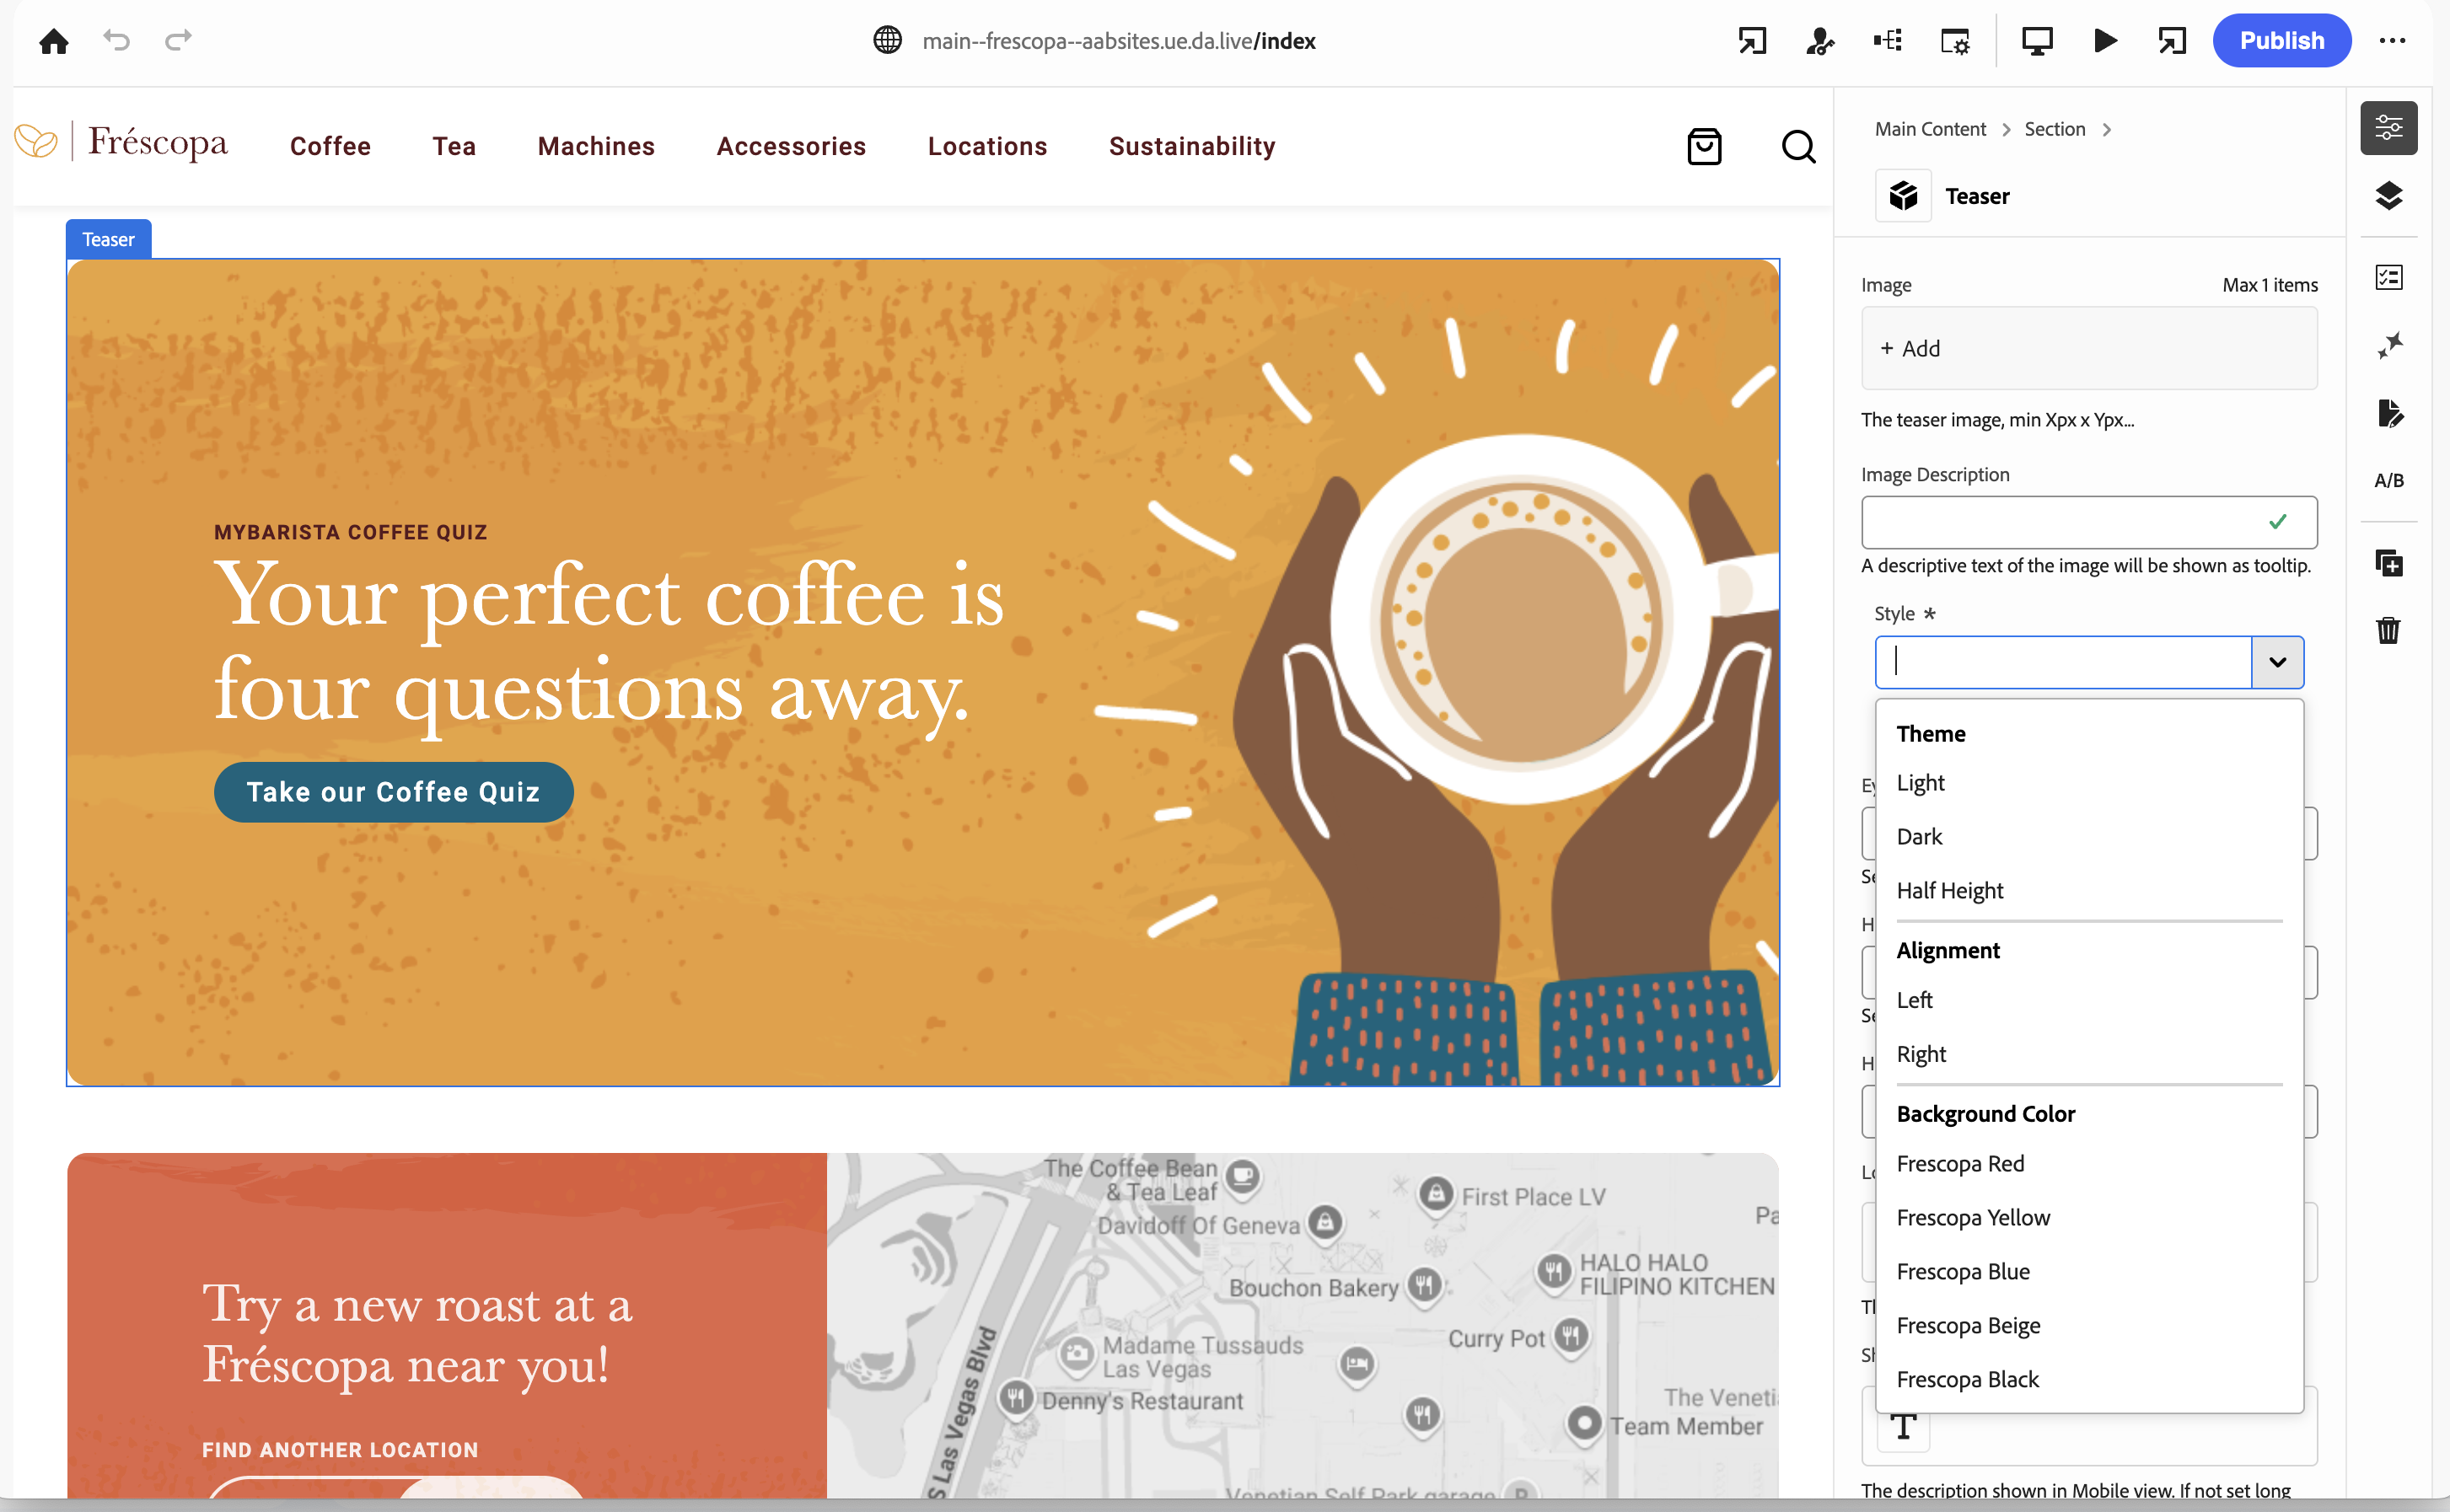 main--frescopa--aabsites.ue.da.live/index
Publish
Fréscopa
Coffee
Tea
Machines
Accessories
Locations
Sustainability
Teaser
MYBARISTA COFFEE QUIZ
Your perfect coffee is
four questions away.
Take our Coffee Quiz
Try a new roast at a
Fréscopa near you!
FIND ANOTHER LOCATION
The Coffee Bean
& Tea Leaf
Davidoff Of Geneva
First Place LV
Pa
HALO HALO
FILIPINO KITCHEN
Bouchon Bakery
Curry Pot
Madame Tussauds
Las Vegas
Denny's Restaurant
S Las Vegas Blvd
The Veneti
Team Member
Venetian Self Park garage
P
Main Content
Section
Teaser
Image
Max 1 items
+ Add
The teaser image, min Xpx x Ypx...
Image Description
A descriptive text of the image will be shown as tooltip.
Style *
Theme
Light
Dark
Half Height
Alignment
Left
Right
Background Color
Frescopa Red
Frescopa Yellow
Frescopa Blue
Frescopa Beige
Frescopa Black
Ey
Se
H
Se
H
Lo
Th
Sh
T
The description shown in Mobile view. If not set long
A/B